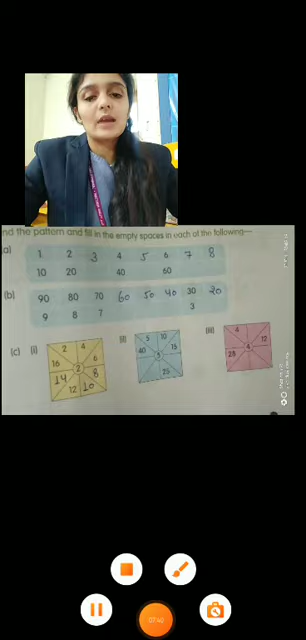 nd the pattern and fill in the empty spaces in each of the following—
(a) 1 2 3 4 5 6 7 8
10 20 40 60
(b) 90 80 70 60 50 40 30 20
9 8 7 3
(c) (i) 2 4 6 8 10 12 14 16 2
(ii) 5 10 15 25 40 5
(iii) 4 12 28 4
07:40